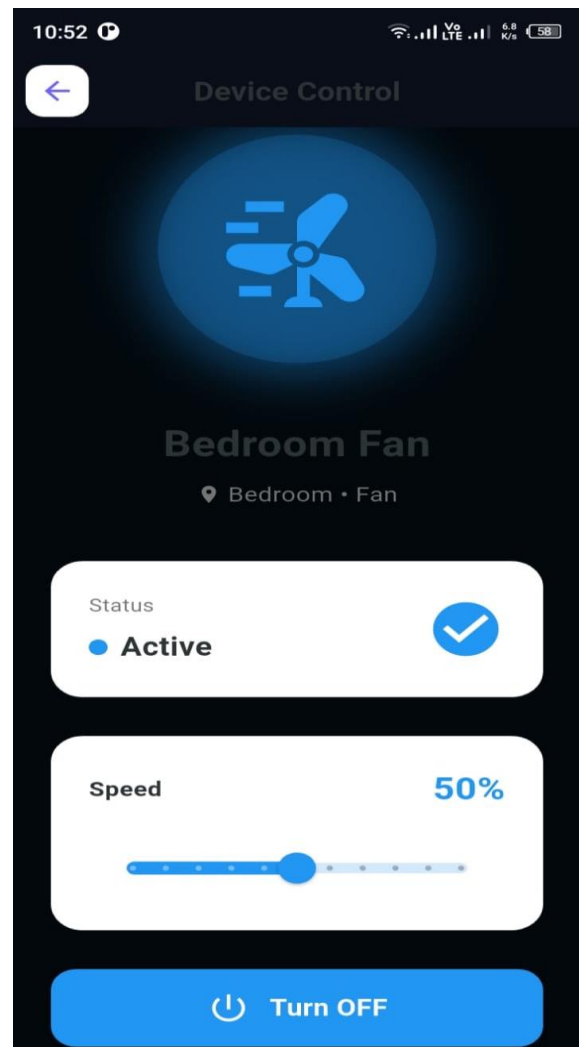 10:52
Vo LTE 6.8 K/s 58
Device Control
Bedroom Fan
Bedroom • Fan
Status
Active
Speed 50%
Turn OFF